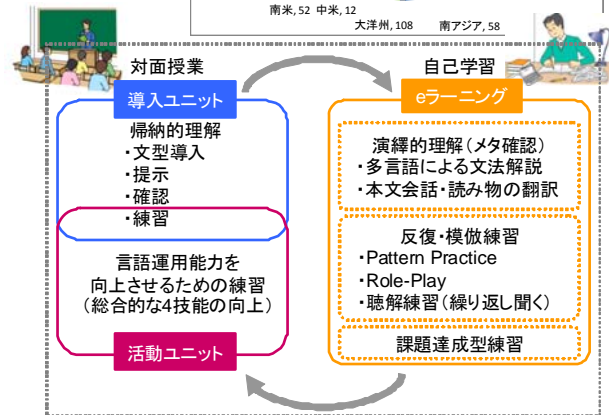 南米, 52 中米, 12
大洋州, 108 南アジア, 58
対面授業
導入ユニット
帰納的理解
・文型導入
・提示
・確認
・練習
言語運用能力を
向上させるための練習
(総合的な4技能の向上)
活動ユニット
自己学習
eラーニング
演繹的理解(メタ確認)
・多言語による文法解説
・本文会話・読み物の翻訳
反復・模倣練習
・Pattern Practice
・Role-Play
・聴解練習(繰り返し聞く)
課題達成型練習